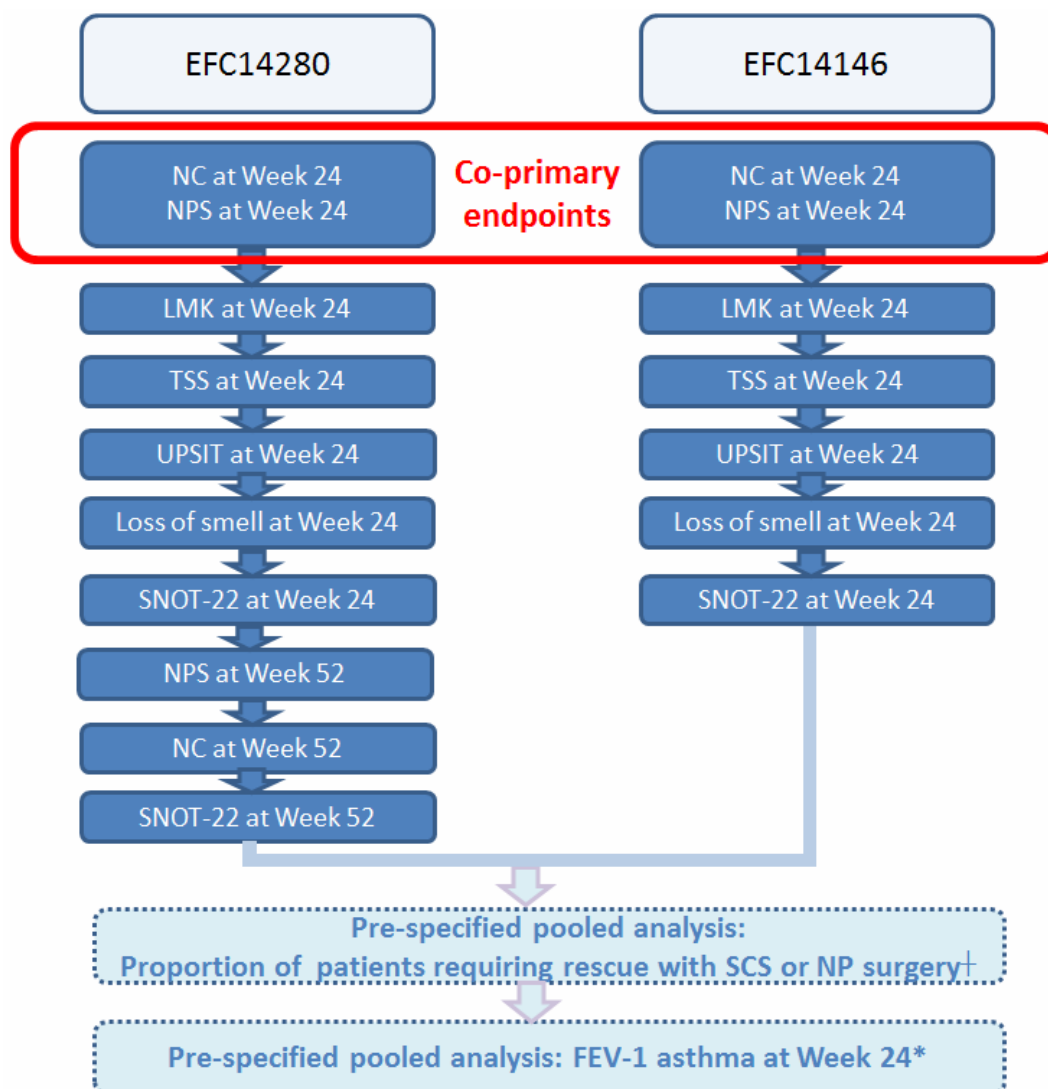 EFC14280
EFC14146
NC at Week 24
NPS at Week 24
Co-primary
endpoints
NC at Week 24
NPS at Week 24
LMK at Week 24
LMK at Week 24
TSS at Week 24
TSS at Week 24
UPSIT at Week 24
UPSIT at Week 24
Loss of smell at Week 24
Loss of smell at Week 24
SNOT-22 at Week 24
SNOT-22 at Week 24
NPS at Week 52
NC at Week 52
SNOT-22 at Week 52
Pre-specified pooled analysis:
Proportion of patients requiring rescue with SCS or NP surgery┼
Pre-specified pooled analysis: FEV-1 asthma at Week 24*